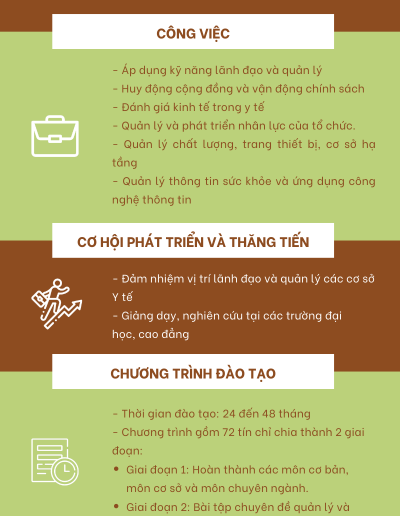 CÔNG VIỆC
- Áp dụng kỹ năng lãnh đạo và quản lý
- Huy động cộng đồng và vận động chính sách
- Đánh giá kinh tế trong y tế
- Quản lý và phát triển nhân lực của tổ chức.
- Quản lý chất lượng, trang thiết bị, cơ sở hạ
tầng
- Quản lý thông tin sức khỏe và ứng dụng công
nghệ thông tin
CƠ HỘI PHÁT TRIỂN VÀ THĂNG TIẾN
- Đảm nhiệm vị trí lãnh đạo và quản lý các cơ sở
Y tế
- Giảng dạy, nghiên cứu tại các trường đại
học, cao đẳng
CHƯƠNG TRÌNH ĐÀO TẠO
- Thời gian đào tạo: 24 đến 48 tháng
- Chương trình gồm 72 tín chỉ chia thành 2 giai
đoạn:
• Giai đoạn 1: Hoàn thành các môn cơ bản,
môn cơ sở và môn chuyên ngành.
• Giai đoạn 2: Bài tập chuyên đề quản lý và